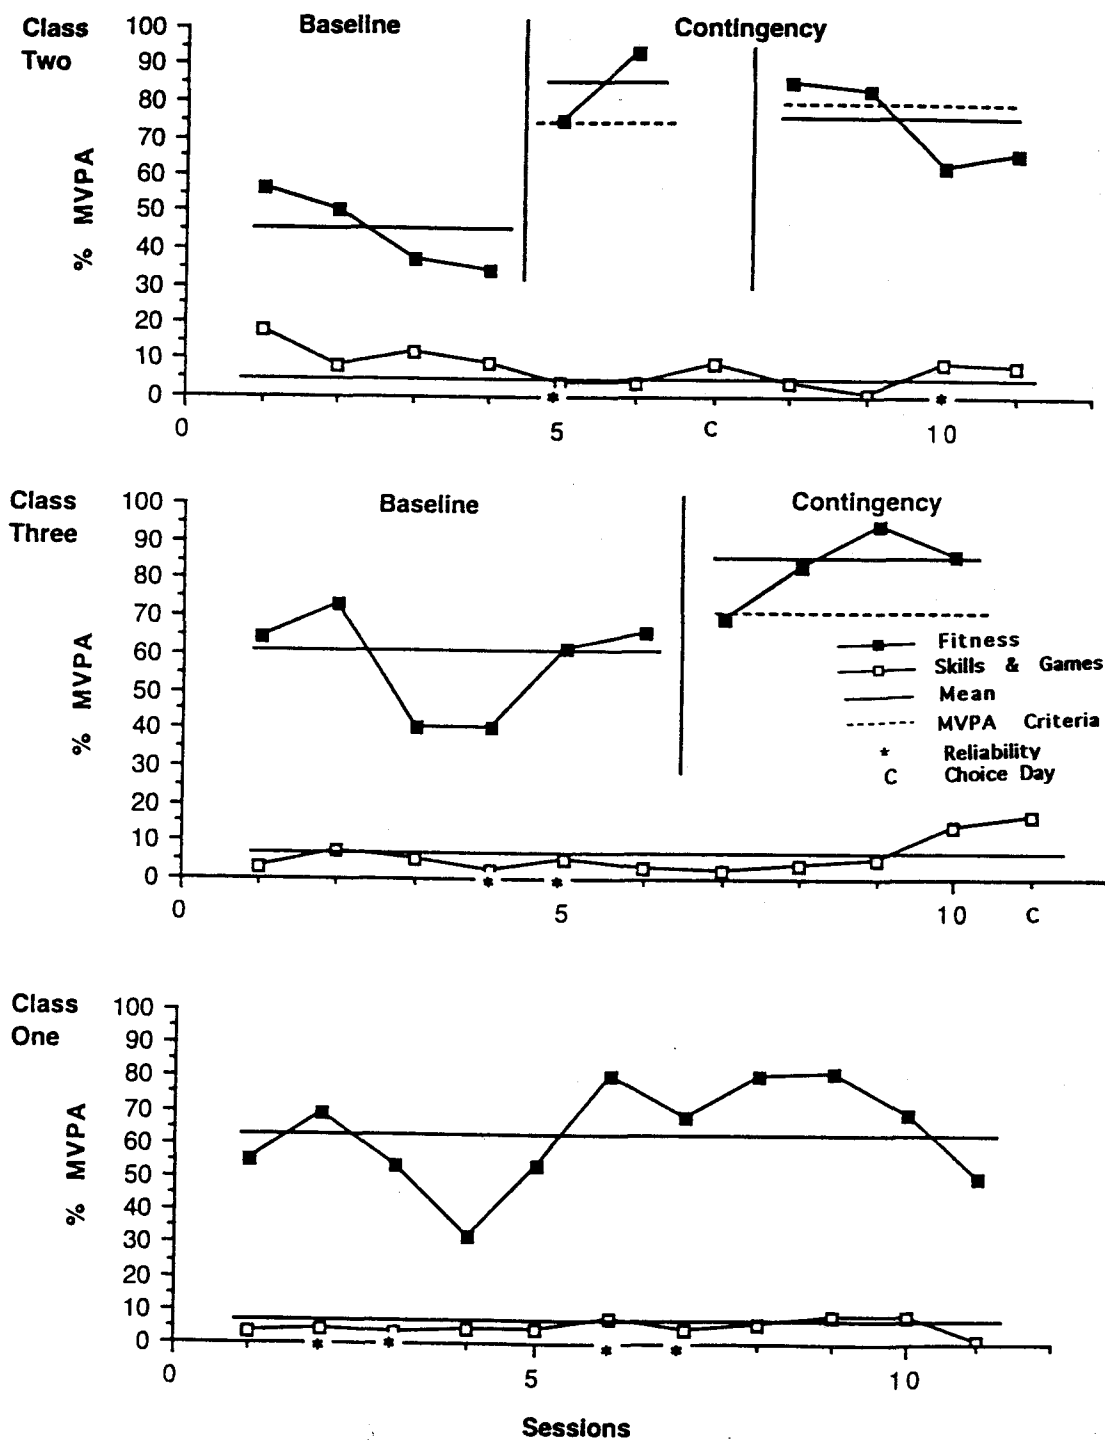 Class
Two
Baseline
Contingency
% MVPA
100
90
80
70
60
50
40
30
20
10
0
* *
0 5 C 10
Class
Three
Baseline
Contingency
% MVPA
100
90
80
70
60
50
40
30
20
10
0
Fitness
Skills & Games
Mean
MVPA Criteria
* Reliability
C Choice Day
* *
0 5 10 C
Class
One
% MVPA
100
90
80
70
60
50
40
30
20
10
0
* * * *
0 5 10
Sessions